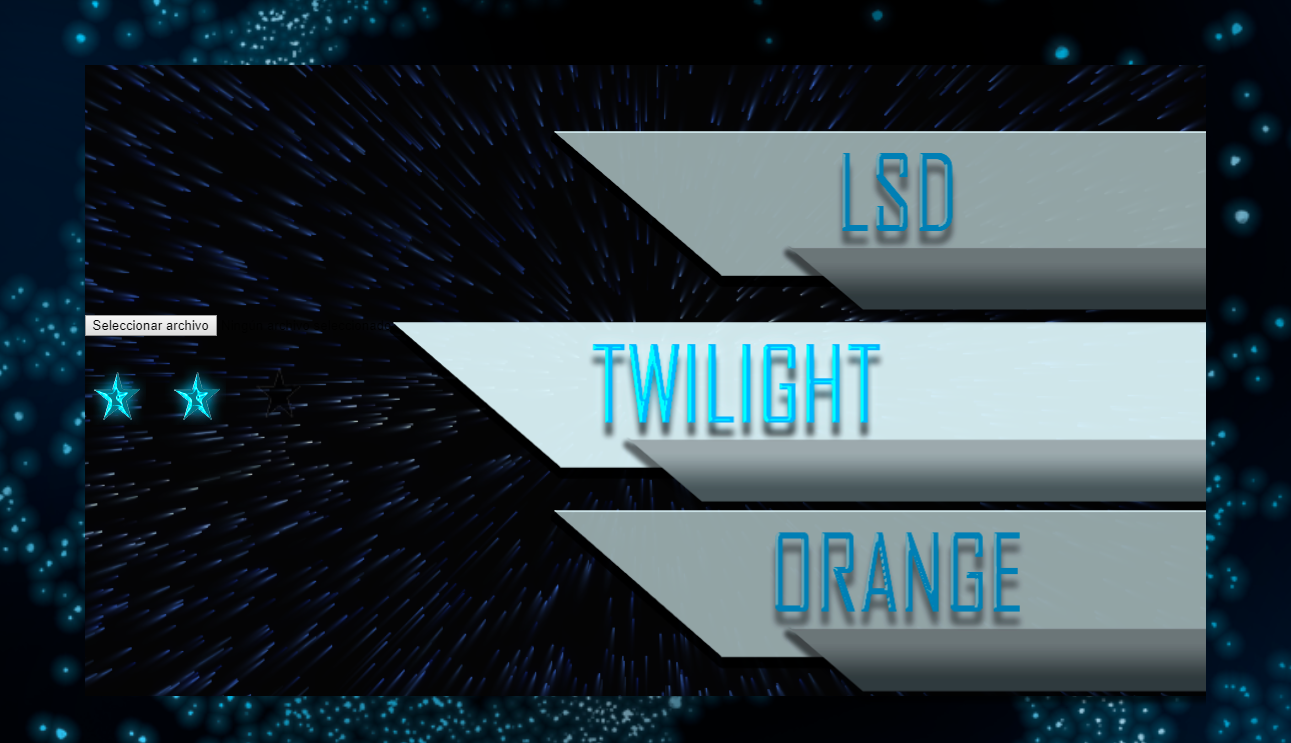 LSD
Seleccionar archivo
TWILIGHT
ORANGE